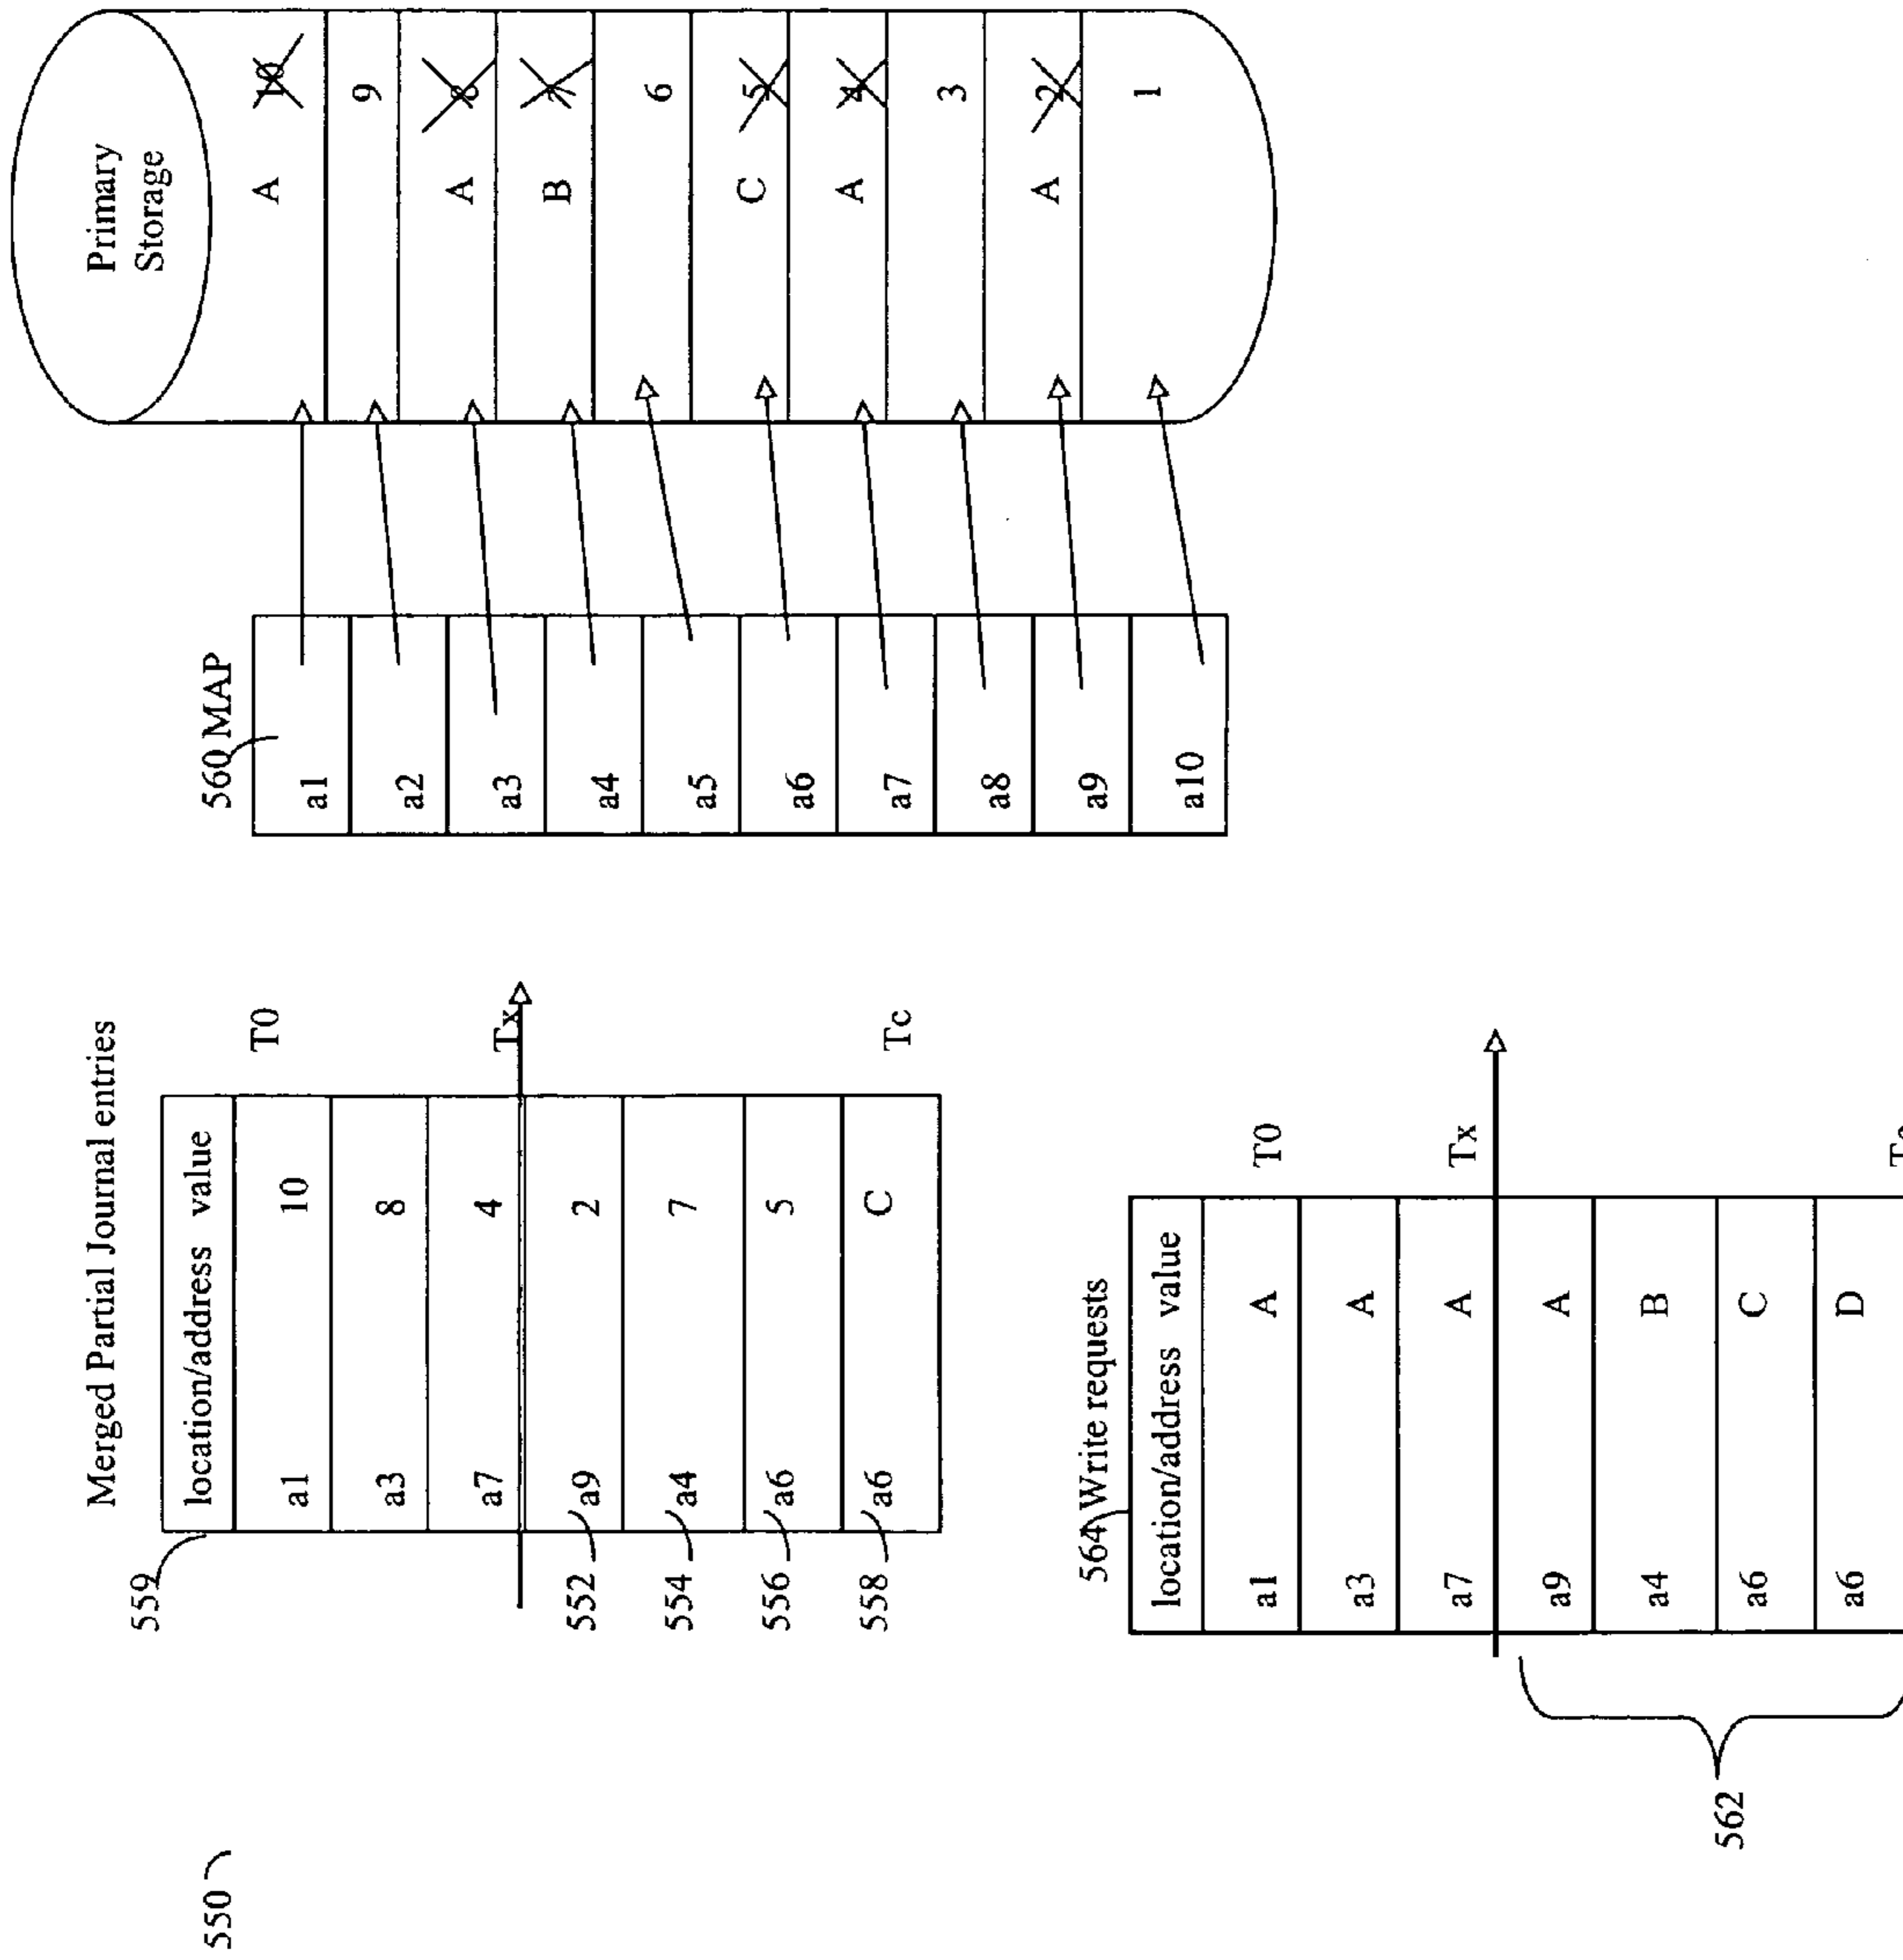 550
Merged Partial Journal entries
559
location/address value
a1 10 T0
a3 8
a7 4 Tx
552 a9 2
554 a4 7
556 a6 5
558 a6 C Tc
564 Write requests
location/address value
a1 A T0
a3 A
a7 A Tx
a9 A
a4 B
a6 C
a6 D
562
560 MAP
a1
a2
a3
a4
a5
a6
a7
a8
a9
a10
Primary
Storage
A 10
9
A 8
B 7
6
C 5
A 4
3
A 2
1